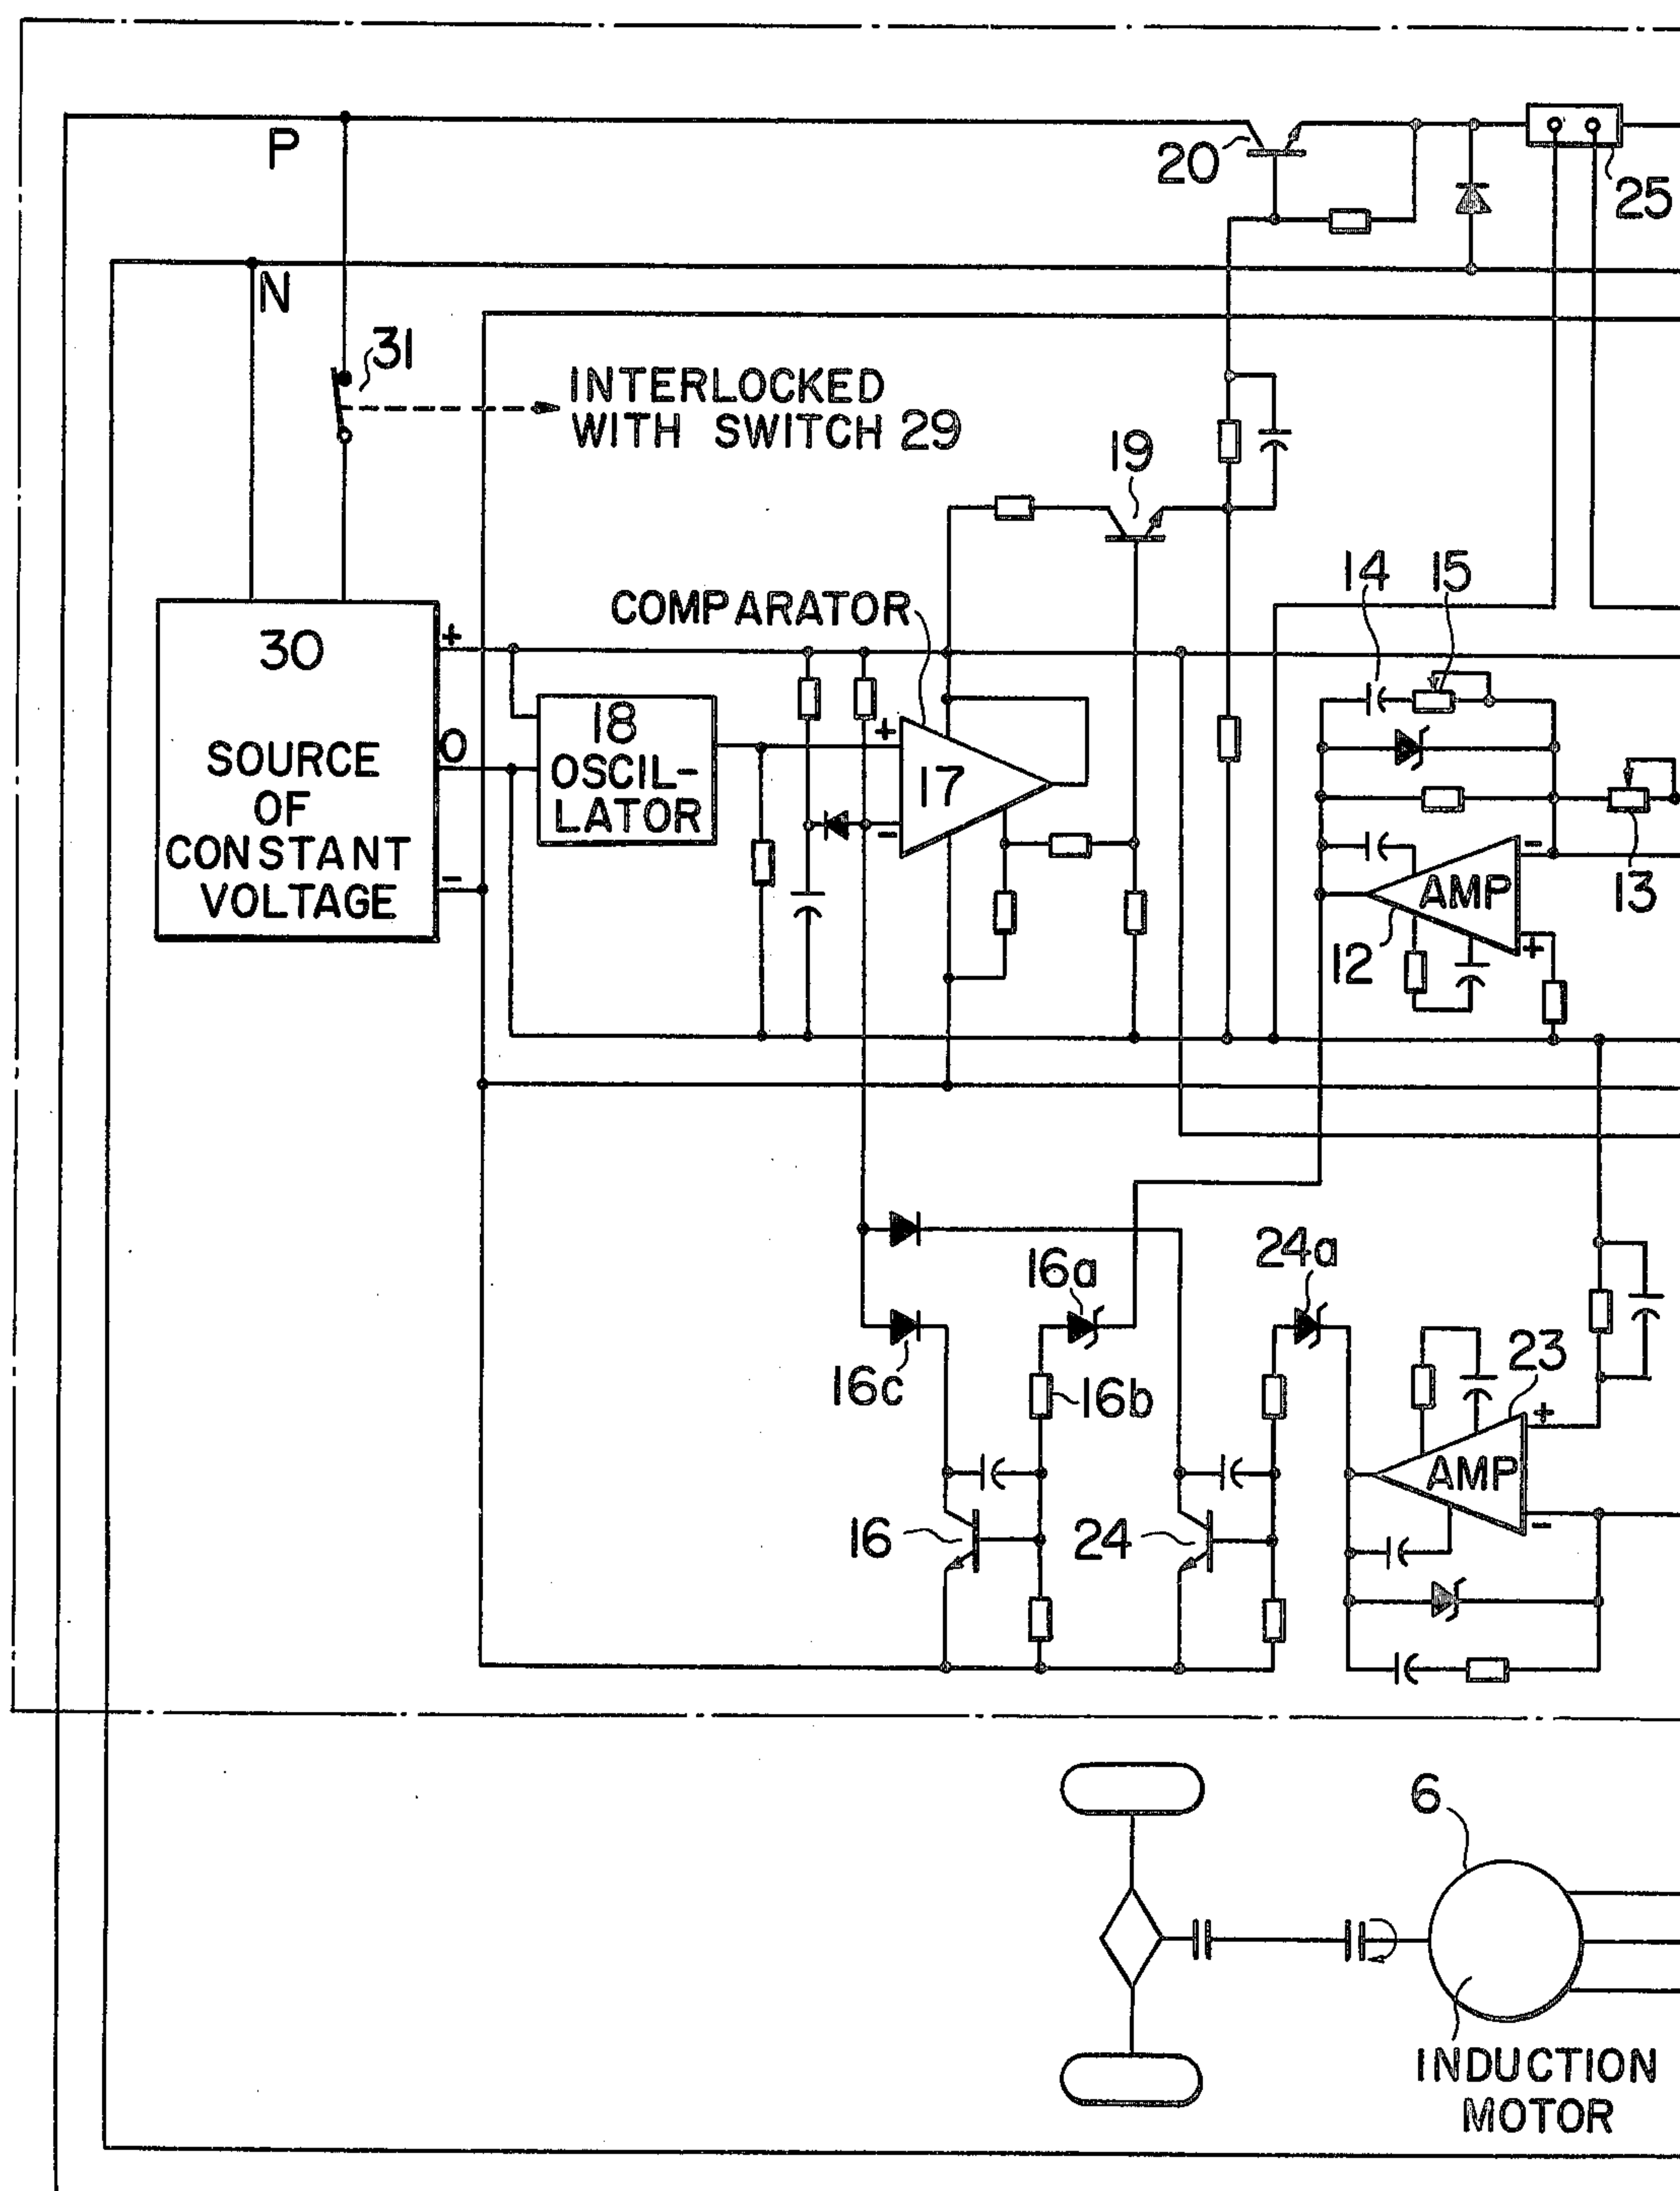 P
20
25
N
31
INTERLOCKED
WITH SWITCH 29
19
14
15
COMPARATOR
30
SOURCE
OF
CONSTANT
VOLTAGE
+
O
-
18
OSCIL-
LATOR
+
17
-
-
AMP
+
12
13
16a
24a
16c
16b
23
+
AMP
-
16
24
6
INDUCTION
MOTOR